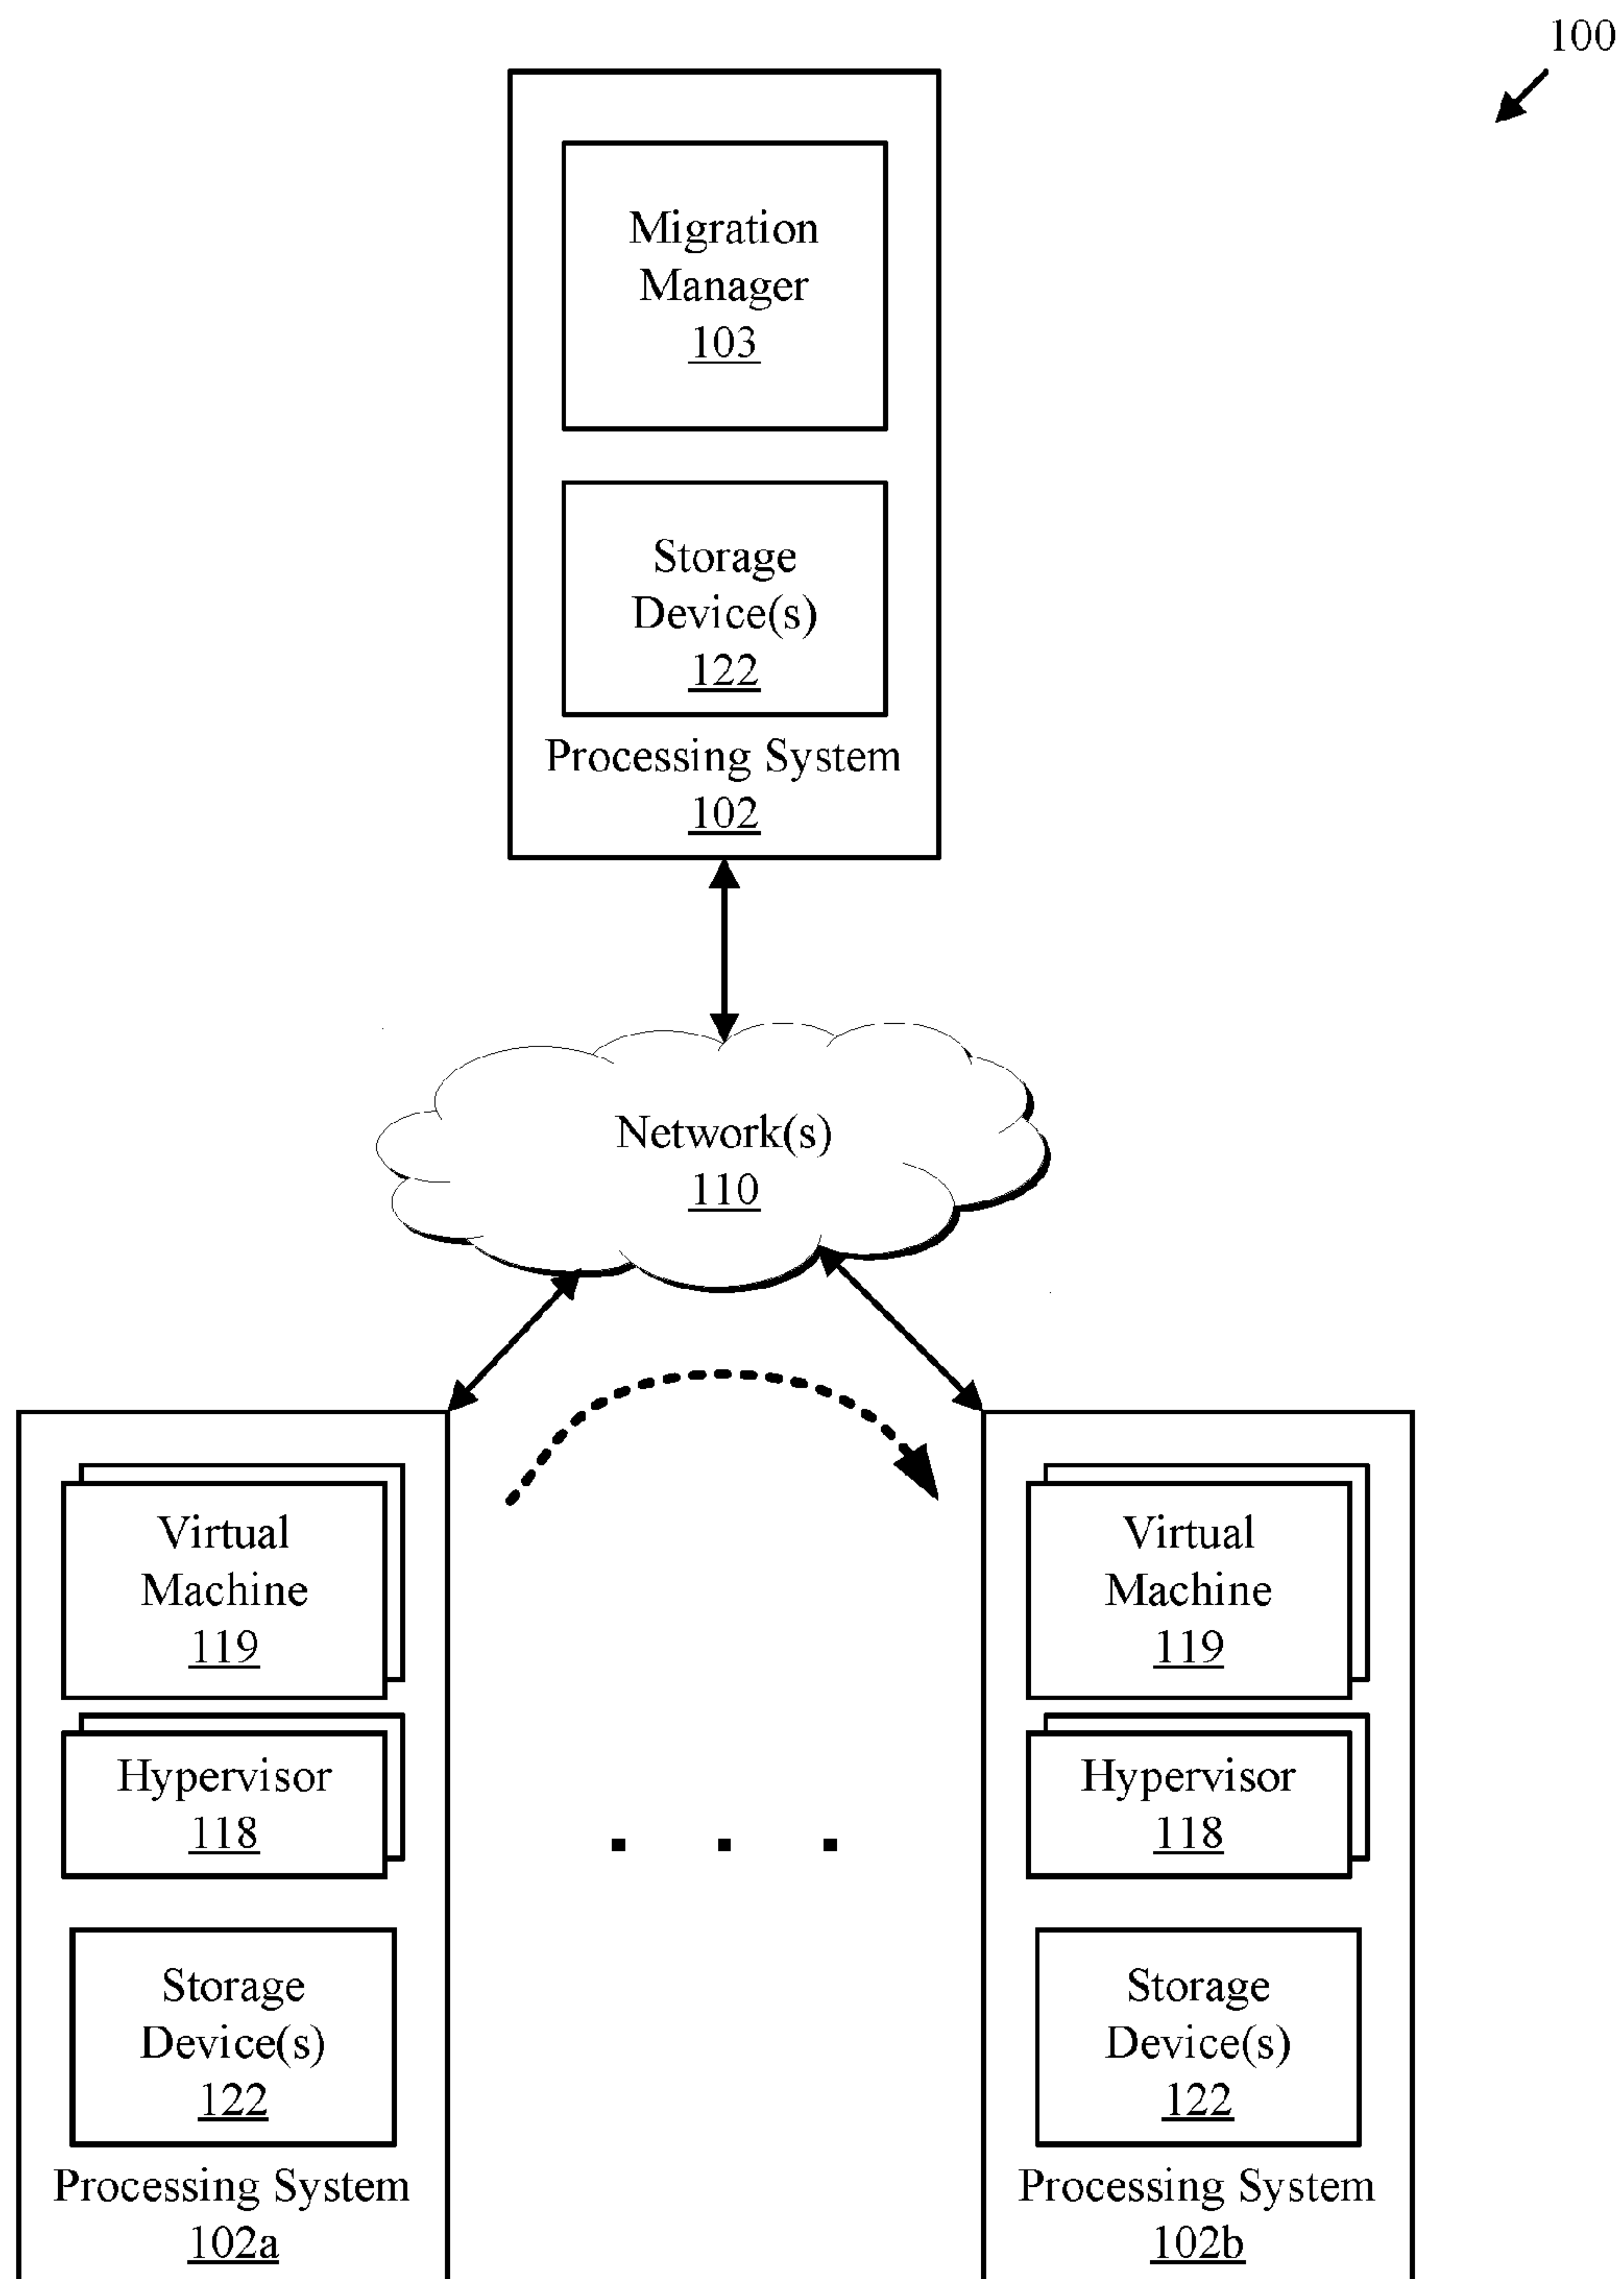 100
Migration
Manager
103
Storage
Device(s)
122
Processing System
102
Network(s)
110
Virtual
Machine
119
Hypervisor
118
Storage
Device(s)
122
Processing System
102a
Virtual
Machine
119
Hypervisor
118
Storage
Device(s)
122
Processing System
102b